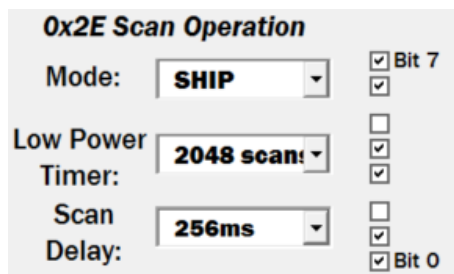 0x2E Scan Operation
Mode: SHIP Bit 7
Low Power Timer: 2048 scans
Scan Delay: 256ms
Bit 0